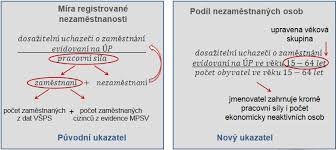 Míra registrované
nezaměstnanosti
dosažitelní uchazeči o zaměstnání
evidovaní na ÚP
pracovní síla
zaměstnaní + nezaměstnaní
počet zaměstnaných
z dat VŠPS
počet zaměstnaných
cizinců z evidence MPSV
Původní ukazatel
Podíl nezaměstnaných osob
upravena věková
skupina
dosažitelní uchazeči o zaměstnání
evidovaní na ÚP ve věku 15 – 64 let
počet obyvatel ve věku 15 – 64 let
jmenovatel zahrnuje kromě
pracovní síly i počet
ekonomicky neaktivních osob
Nový ukazatel